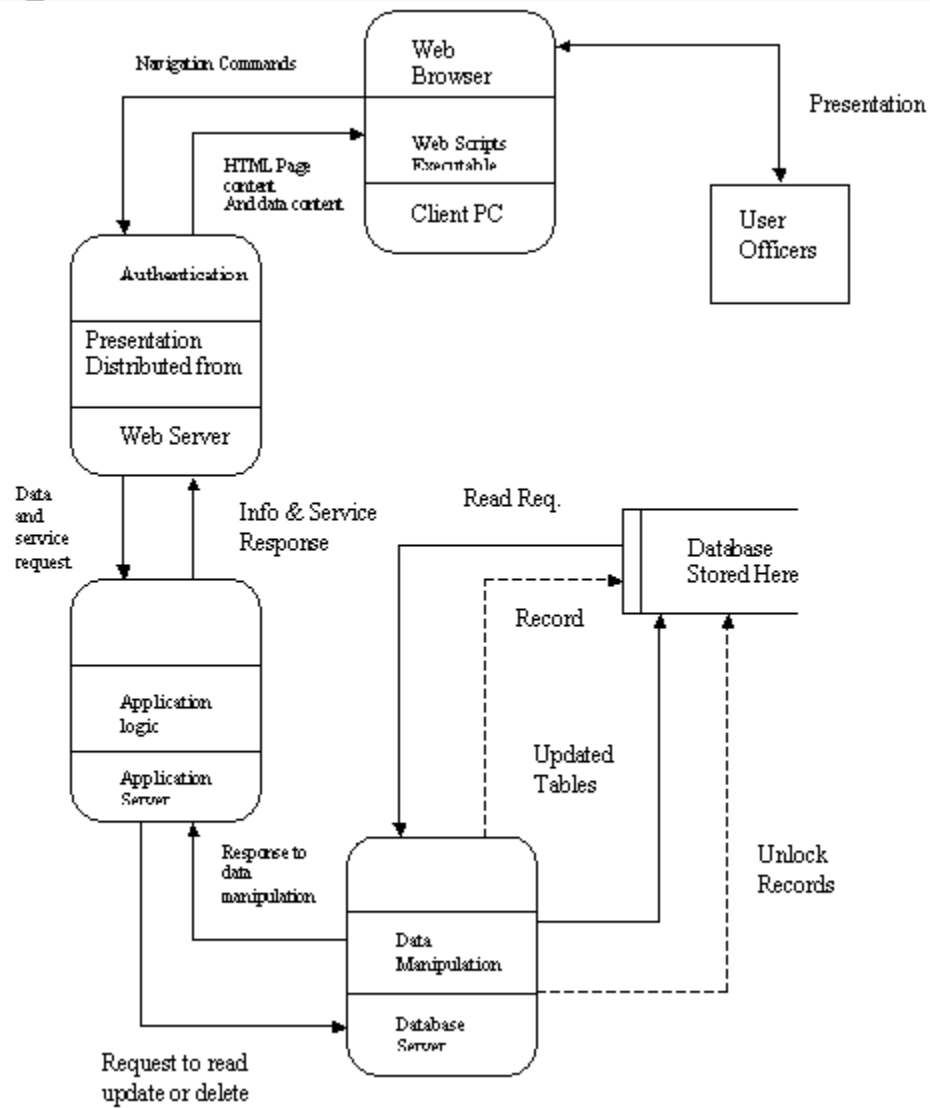 Navigation Commands
Web
Browser
Presentation
Web Scripts
Executable
HTML Page
content
And data content
Client PC
User
Officers
Authentication
Presentation
Distributed from
Web Server
Data
and
service
request
Info & Service
Response
Read Req.
Database
Stored Here
Record
Application
logic
Updated
Tables
Application
Server
Response to
data
manipulation
Unlock
Records
Data
Manipulation
Database
Server
Request to read
update or delete